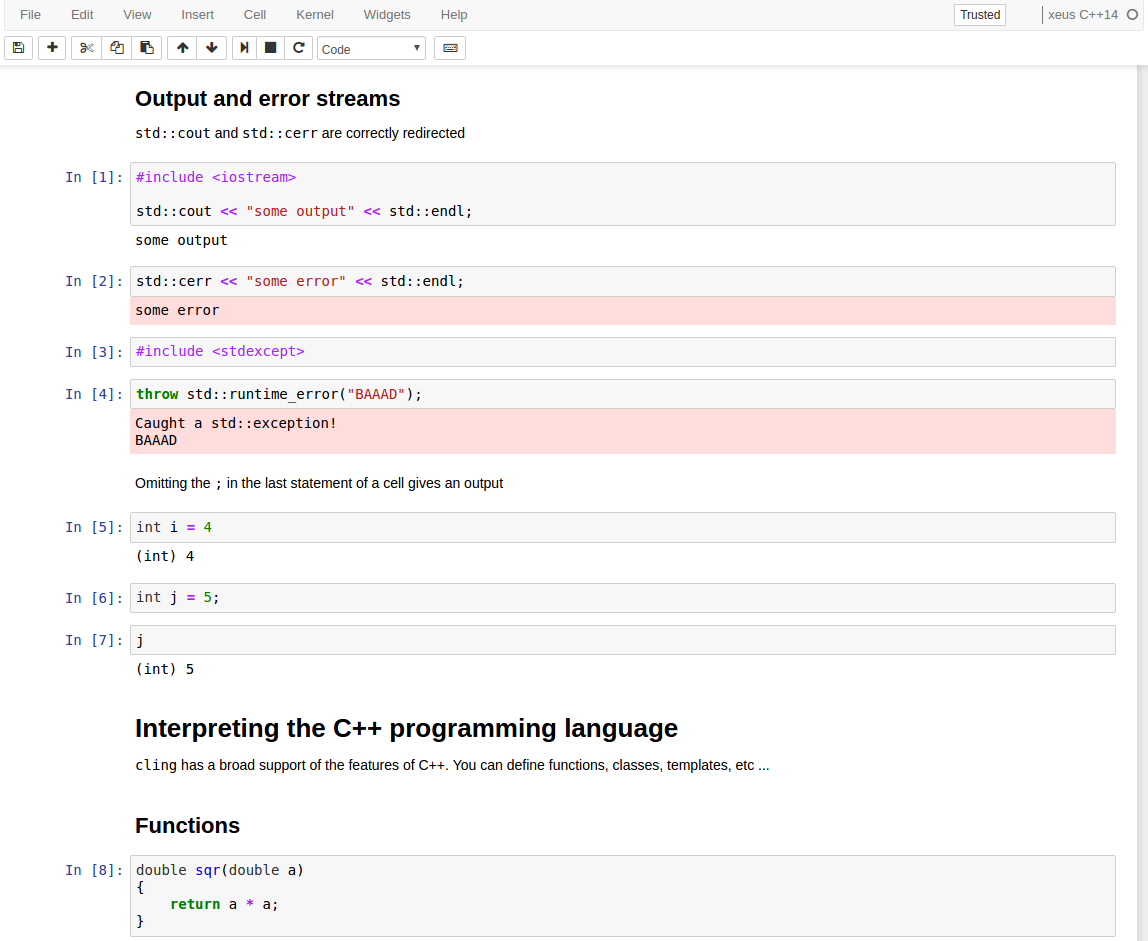 File Edit View Insert Cell Kernel Widgets Help Trusted xeus C++14
Code
Output and error streams
std::cout and std::cerr are correctly redirected
In [1]: #include <iostream>
std::cout << "some output" << std::endl;
some output
In [2]: std::cerr << "some error" << std::endl;
some error
In [3]: #include <stdexcept>
In [4]: throw std::runtime_error("BAAAD");
Caught a std::exception!
BAAAD
Omitting the ; in the last statement of a cell gives an output
In [5]: int i = 4
(int) 4
In [6]: int j = 5;
In [7]: j
(int) 5
Interpreting the C++ programming language
cling has a broad support of the features of C++. You can define functions, classes, templates, etc ...
Functions
In [8]: double sqr(double a)
{
    return a * a;
}